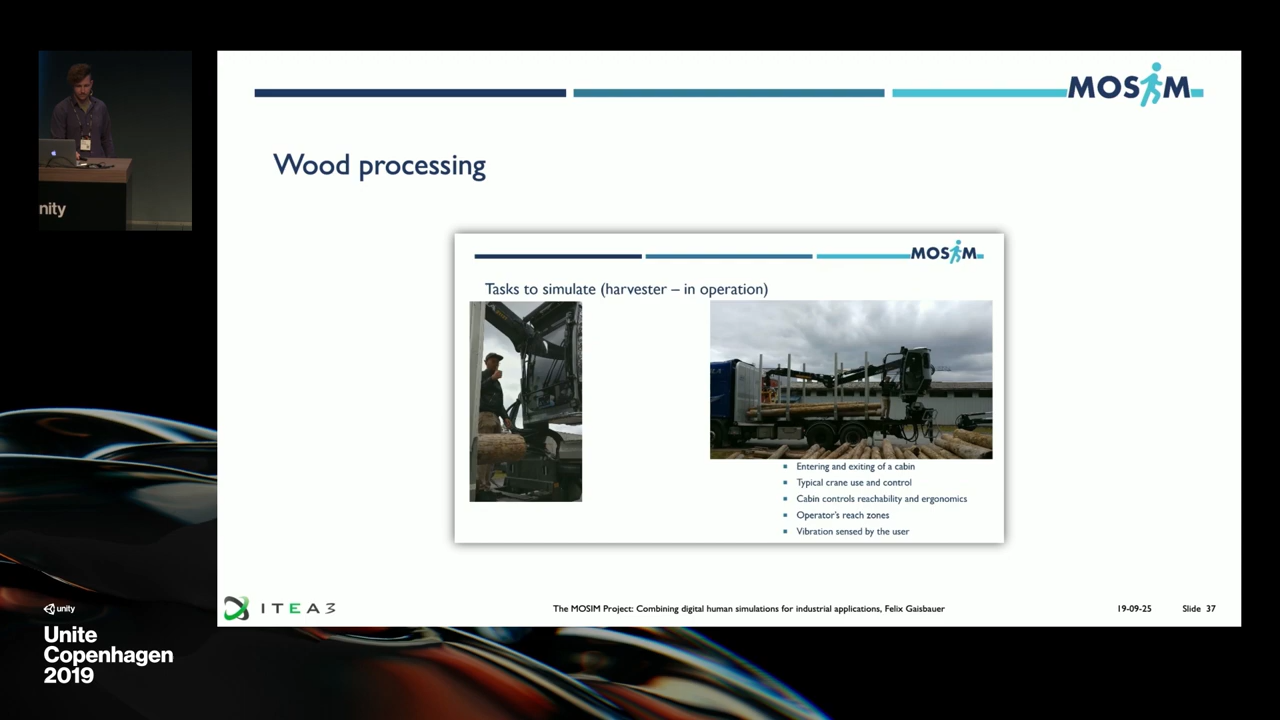 MOSIM
Wood processing
MOSIM
Tasks to simulate (harvester – in operation)
Entering and exiting of a cabin
Typical crane use and control
Cabin controls reachability and ergonomics
Operator's reach zones
Vibration sensed by the user
nity
ITEA3
The MOSIM Project: Combining digital human simulations for industrial applications, Felix Gaisbauer
19-09-25
Slide 37
unity
Unite
Copenhagen
2019